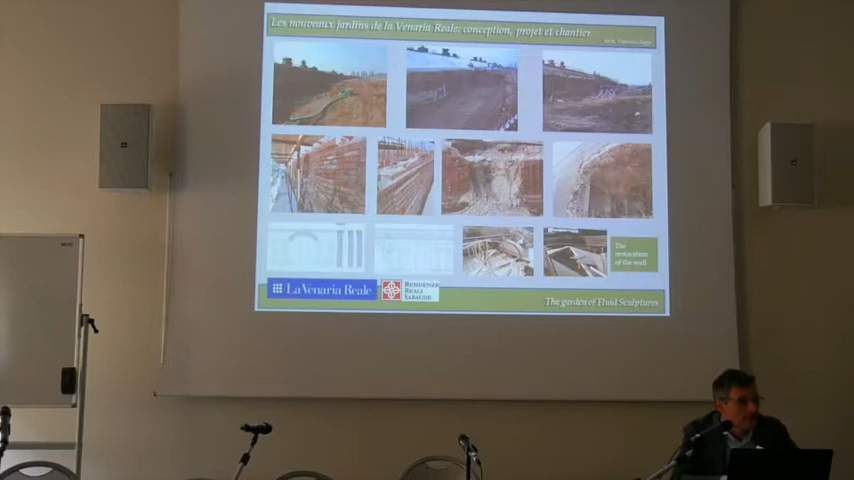 Les nouveaux jardins de la Venaria Reale: conception, projet et chantier
The
restoration
of the wall
La Venaria Reale
RESIDENZE
REALI
SABAUDE
The garden of Fluid Sculptures